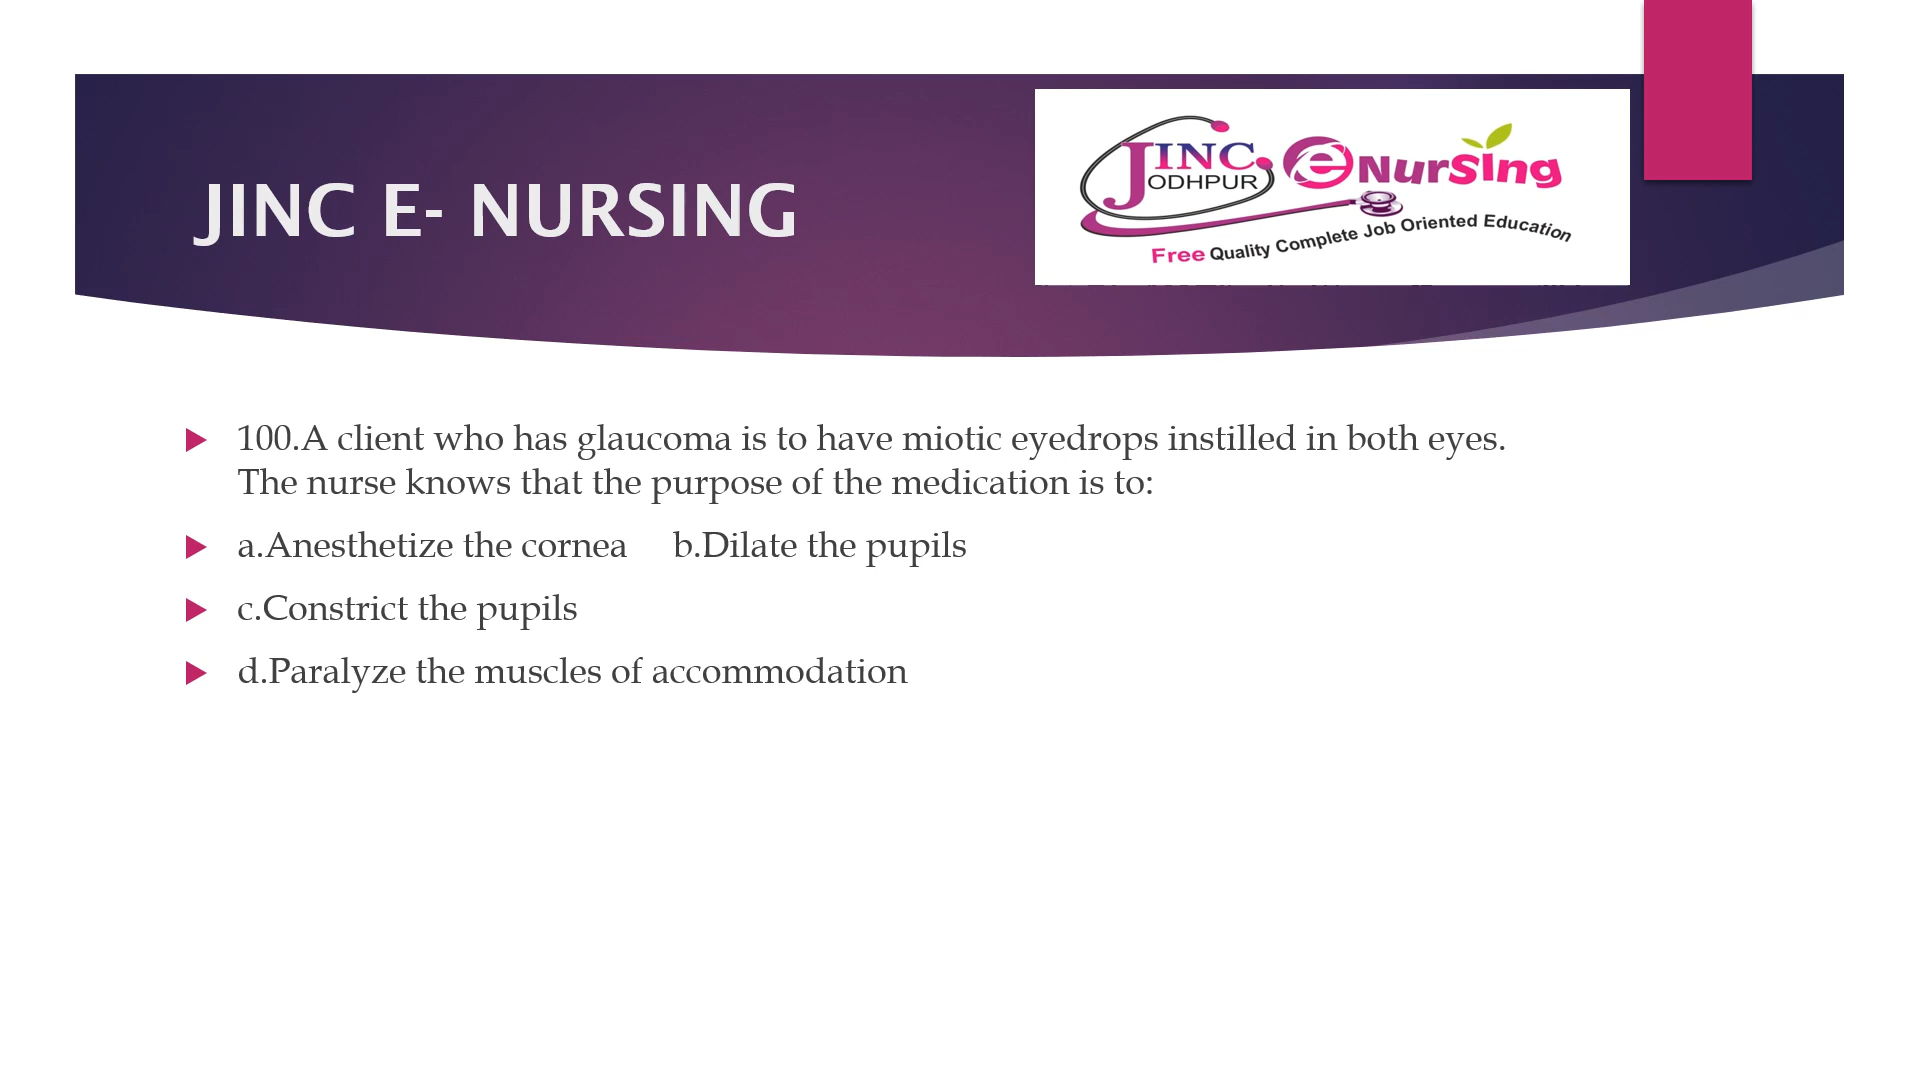 JINC E- NURSING
JINC
ODHPUR
eNurSIng
Free Quality Complete Job Oriented Education
100.A client who has glaucoma is to have miotic eyedrops instilled in both eyes.
The nurse knows that the purpose of the medication is to:
a.Anesthetize the cornea b.Dilate the pupils
c.Constrict the pupils
d.Paralyze the muscles of accommodation